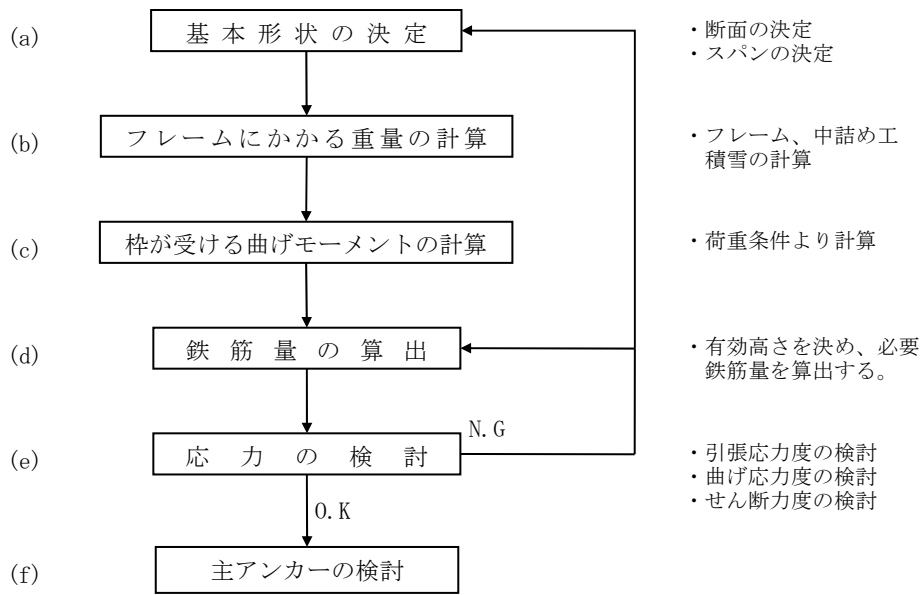 (a) 基本形状の決定 ・断面の決定
・スパンの決定
(b) フレームにかかる重量の計算 ・フレーム、中詰め工
積雪の計算
(c) 枠が受ける曲げモーメントの計算 ・荷重条件より計算
(d) 鉄筋量の算出 ・有効高さを決め、必要
鉄筋量を算出する。
N.G
(e) 応力の検討 ・引張応力度の検討
・曲げ応力度の検討
・せん断力度の検討
O.K
(f) 主アンカーの検討